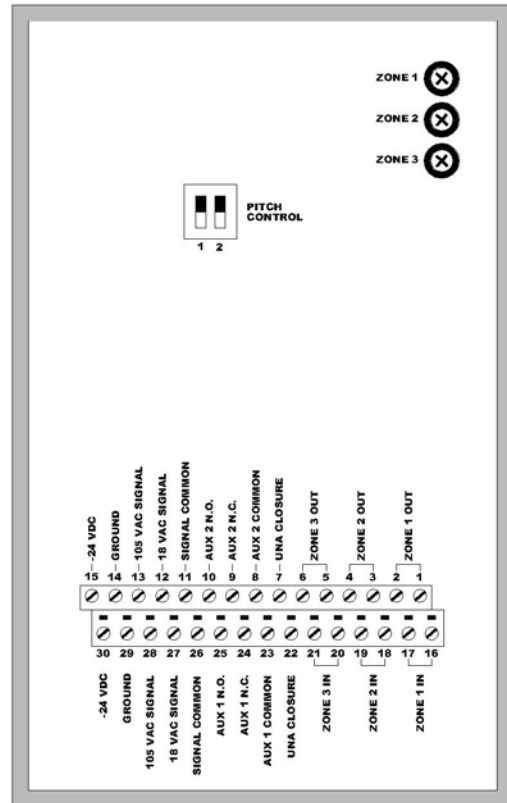 ZONE 1
ZONE 2
ZONE 3
PITCH
CONTROL
1 2
-24 VDC
GROUND
105 VAC SIGNAL
18 VAC SIGNAL
SIGNAL COMMON
AUX 2 N.O.
AUX 2 N.C.
AUX 2 COMMON
UNA CLOSURE
ZONE 3 OUT
ZONE 2 OUT
ZONE 1 OUT
15 14 13 12 11 10 9 8 7 6 5 4 3 2 1
30 29 28 27 26 25 24 23 22 21 20 19 18 17 16
-24 VDC
GROUND
105 VAC SIGNAL
18 VAC SIGNAL
SIGNAL COMMON
AUX 1 N.O.
AUX 1 N.C.
AUX 1 COMMON
UNA CLOSURE
ZONE 3 IN
ZONE 2 IN
ZONE 1 IN